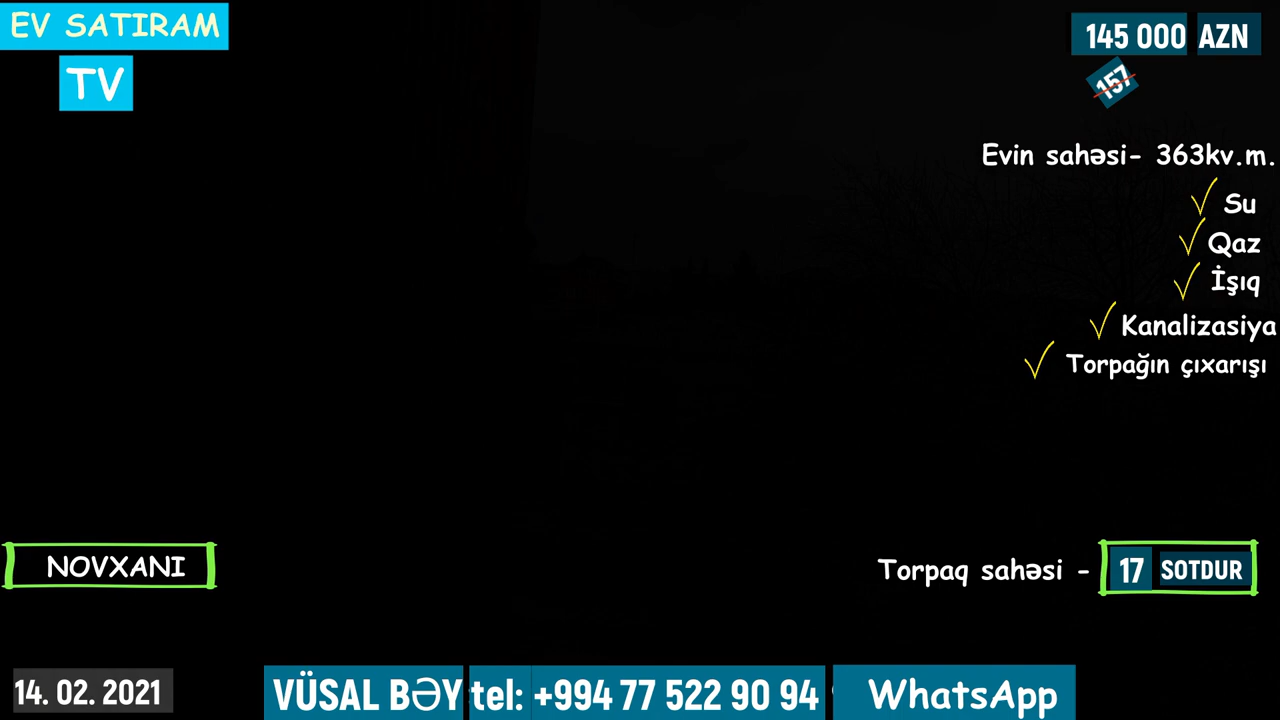 EV SATIRAM
TV
145 000 AZN
157
Evin sahəsi- 363kv.m.
Su
Qaz
İşıq
Kanalizasiya
Torpağın çıxarışı
NOVXANI
Torpaq sahəsi - 17 SOTDUR
14. 02. 2021
VÜSAL BƏY tel: +994 77 522 90 94 WhatsApp